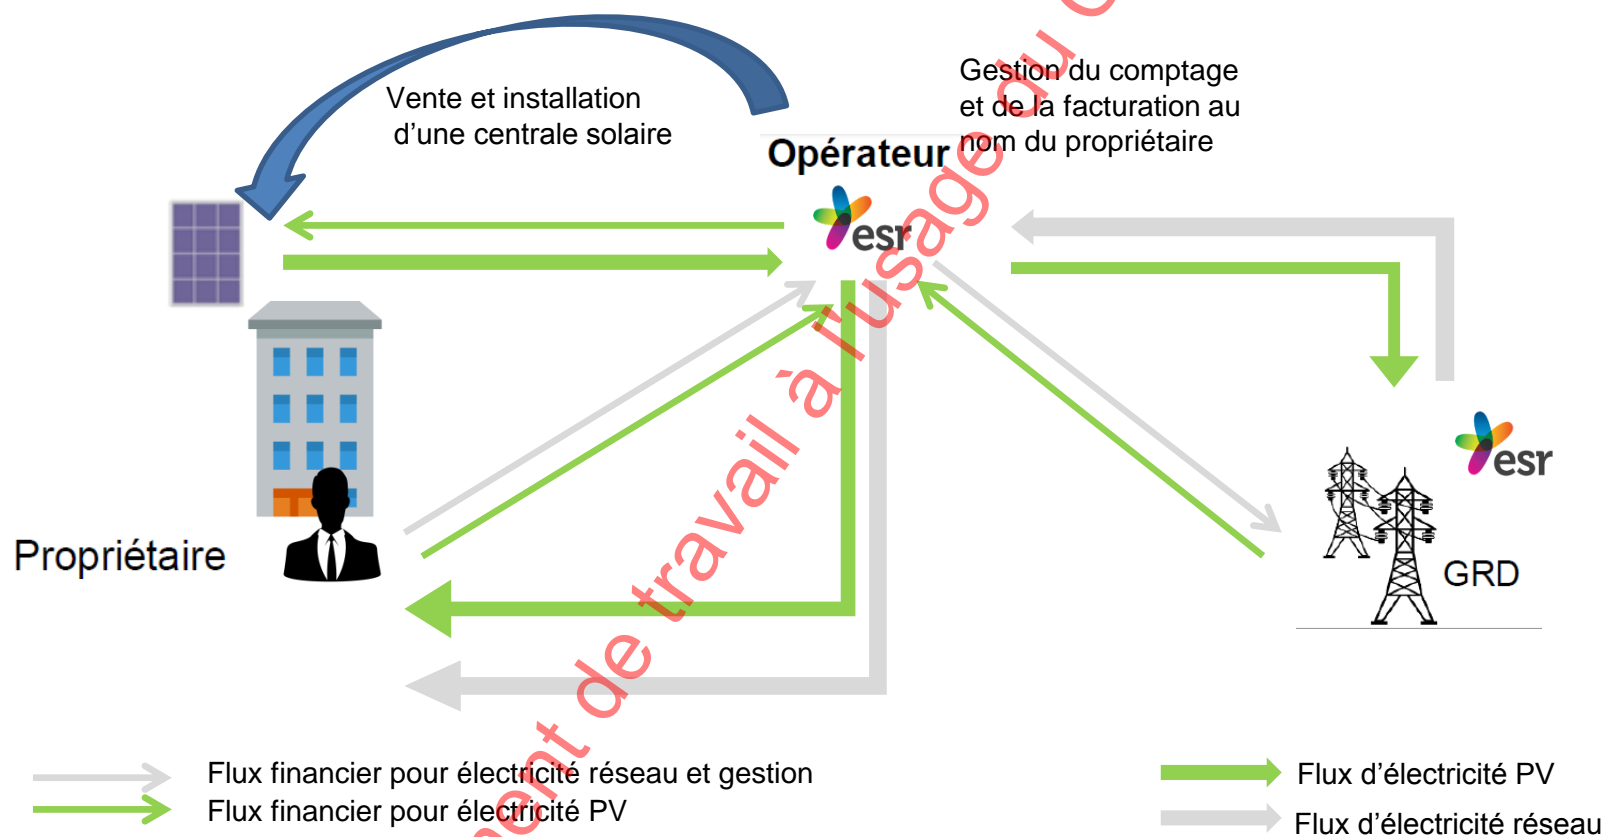 Vente et installation
d’une centrale solaire
Gestion du comptage
et de la facturation au
nom du propriétaire
Opérateur
esr
esr
Propriétaire
GRD
Flux financier pour électricité réseau et gestion
Flux financier pour électricité PV
Flux d’électricité PV
Flux d’électricité réseau
ment de travail à l'usage du